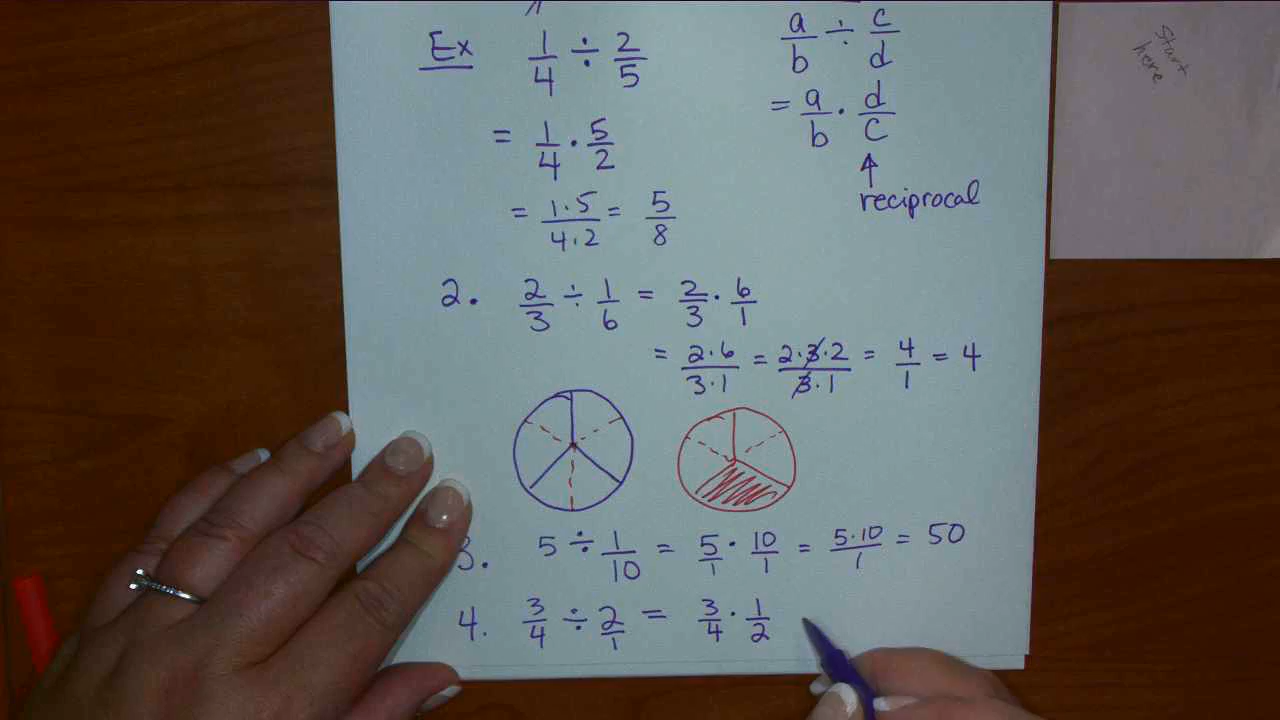 Ex 1/4 ÷ 2/5
= 1/4 · 5/2
= 1·5/4·2 = 5/8
a/b ÷ c/d
= a/b · d/c
↑
reciprocal
Start
here
2. 2/3 ÷ 1/6 = 2/3 · 6/1
= 2·6/3·1 = 2·3·2/3·1 = 4/1 = 4
3. 5 ÷ 1/10 = 5/1 · 10/1 = 5·10/1 = 50
4. 3/4 ÷ 2/1 = 3/4 · 1/2